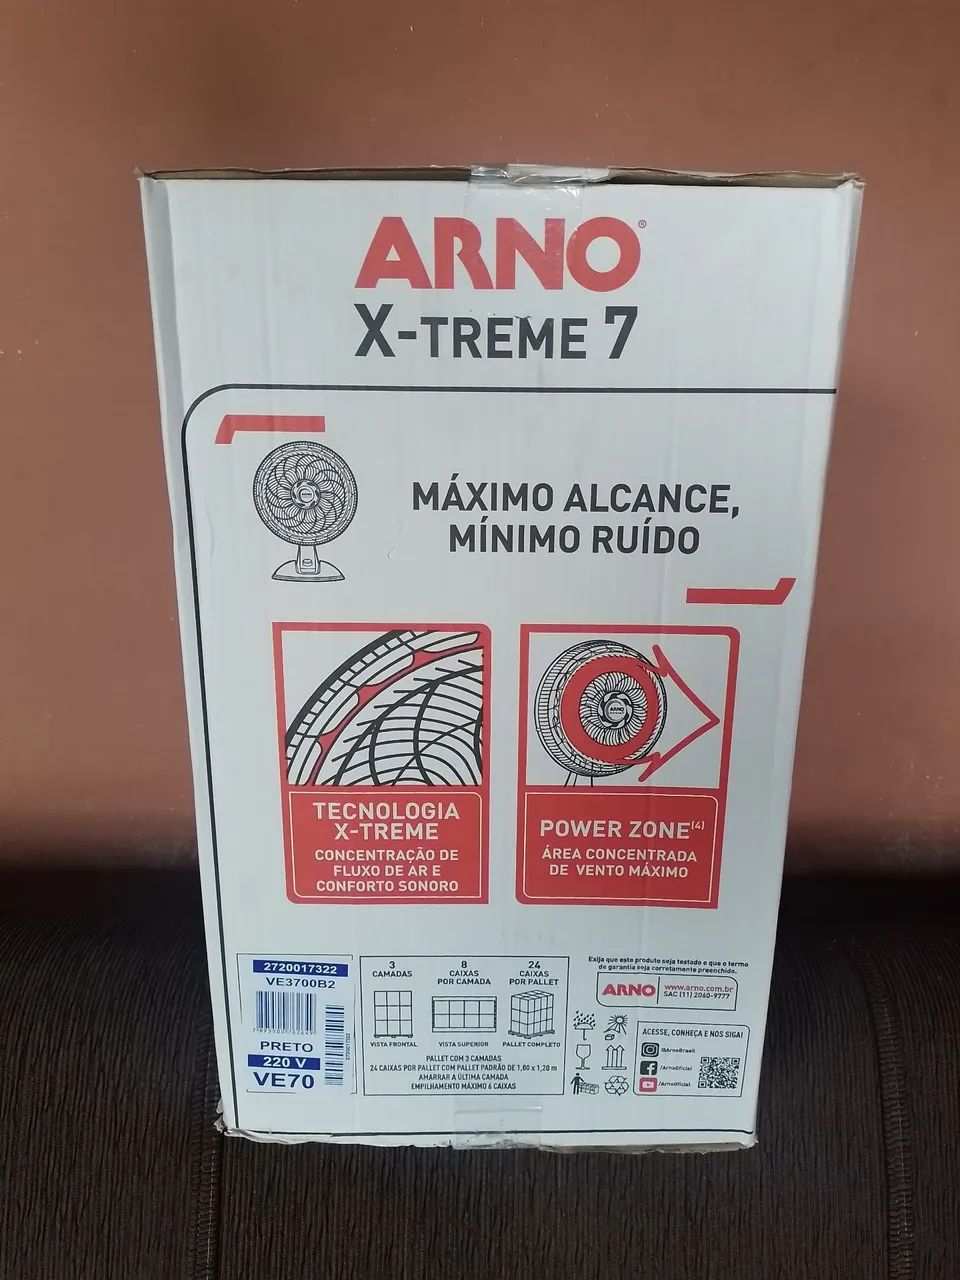 ARNO®
X-TREME 7
MÁXIMO ALCANCE,
MÍNIMO RUÍDO
TECNOLOGIA
X-TREME
CONCENTRAÇÃO DE
FLUXO DE AR E
CONFORTO SONORO
ARNO
POWER ZONE(4)
ÁREA CONCENTRADA
DE VENTO MÁXIMO
2720017322
VE3700B2
PRETO
220 V
VE70
2720017322
3
CAMADAS
8
CAIXAS
POR CAMADA
24
CAIXAS
POR PALLET
VISTA FRONTAL
VISTA SUPERIOR
PALLET COMPLETO
PALLET COM 3 CAMADAS
24 CAIXAS POR PALLET COM PALLET PADRÃO DE 1,00 x 1,20 m
AMARRAR A ÚLTIMA CAMADA
EMPILHAMENTO MÁXIMO 6 CAIXAS
Exija que este produto seja testado e que o termo
de garantia seja corretamente preenchido.
ARNO
www.arno.com.br
SAC (11) 2060-9777
ACESSE, CONHEÇA E NOS SIGA!
@ArnoBrasil
/ArnoOficial
/ArnoOficial